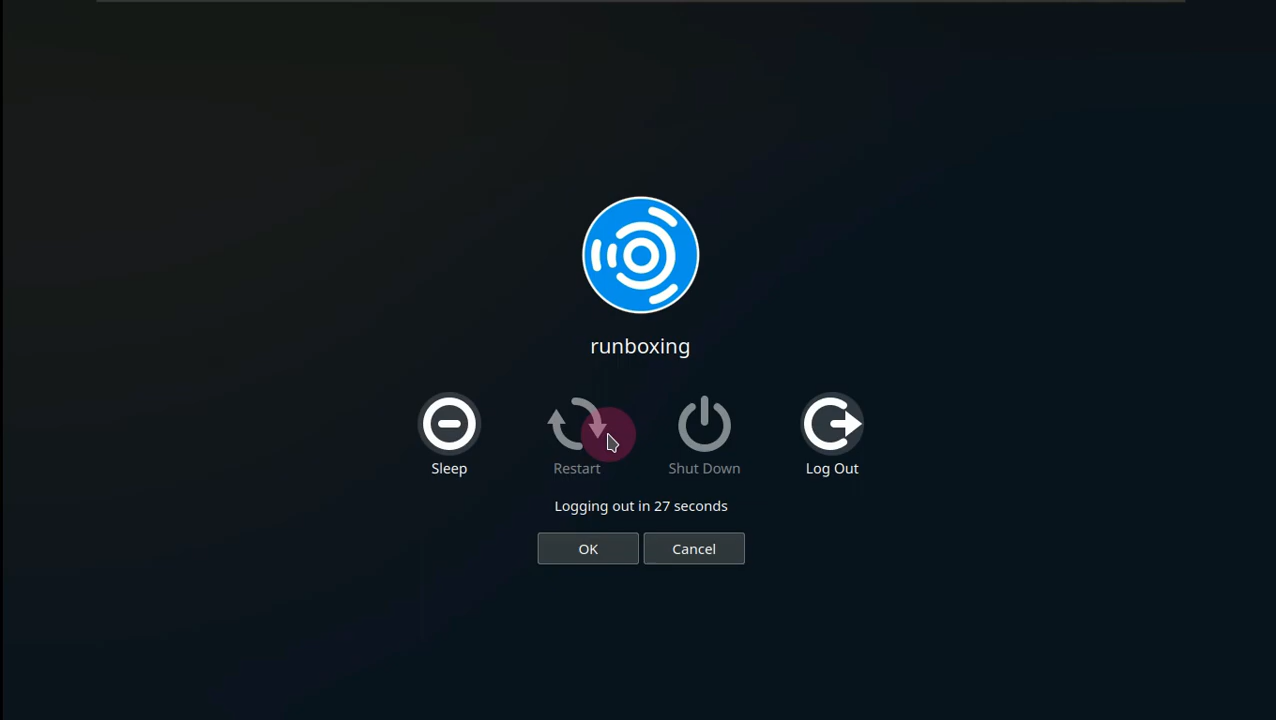 runboxing
Sleep
Restart
Shut Down
Log Out
Logging out in 27 seconds
OK
Cancel